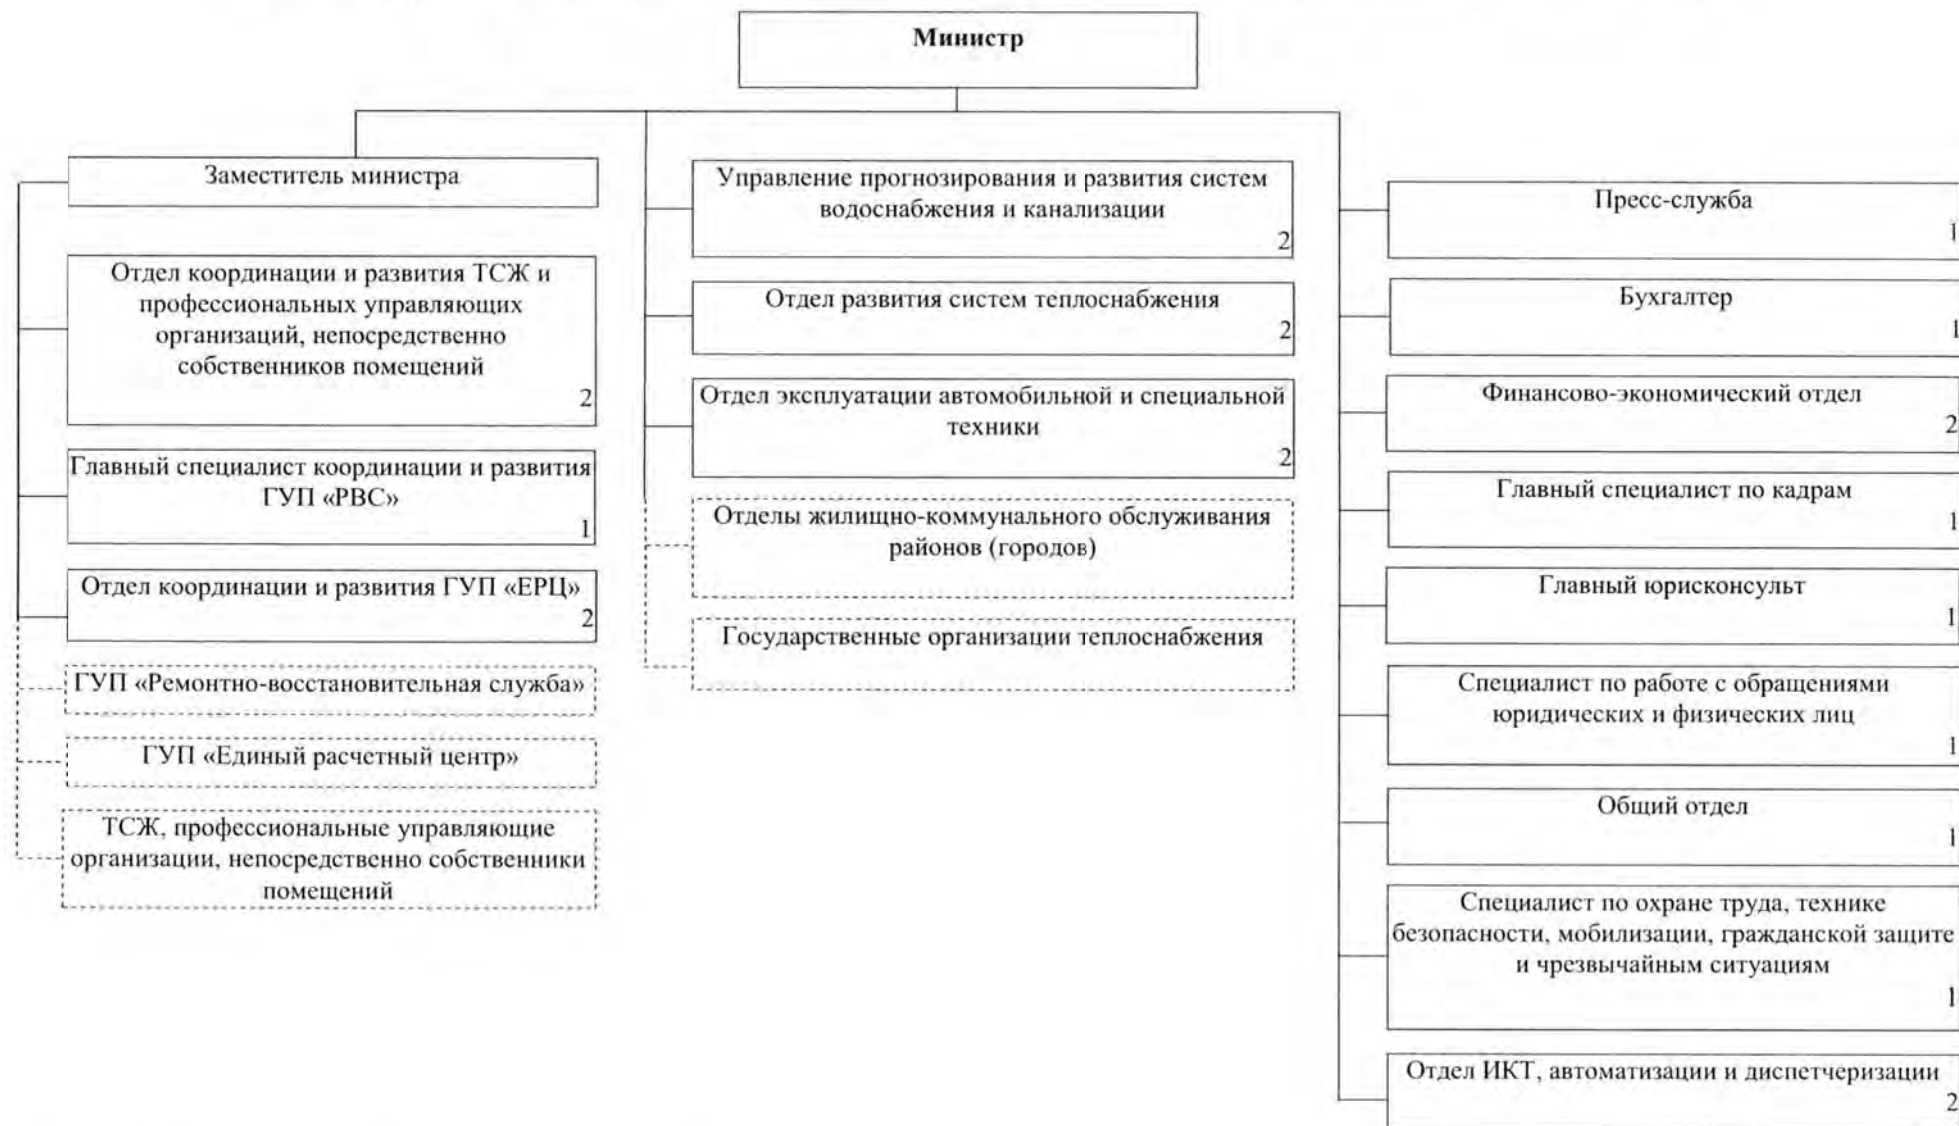 Министр
Заместитель министра
Отдел координации и развития ТСЖ и
профессиональных управляющих
организаций, непосредственно
собственников помещений
2
Главный специалист координации и развития
ГУП «РВС»
1
Отдел координации и развития ГУП «ЕРЦ»
2
ГУП «Ремонтно-восстановительная служба»
ГУП «Единый расчетный центр»
ТСЖ, профессиональные управляющие
организации, непосредственно собственники
помещений
Управление прогнозирования и развития систем
водоснабжения и канализации
2
Отдел развития систем теплоснабжения
2
Отдел эксплуатации автомобильной и специальной
техники
2
Отделы жилищно-коммунального обслуживания
районов (городов)
Государственные организации теплоснабжения
Пресс-служба
1
Бухгалтер
1
Финансово-экономический отдел
2
Главный специалист по кадрам
1
Главный юрисконсульт
1
Специалист по работе с обращениями
юридических и физических лиц
1
Общий отдел
1
Специалист по охране труда, технике
безопасности, мобилизации, гражданской защите
и чрезвычайным ситуациям
1
Отдел ИКТ, автоматизации и диспетчеризации
2